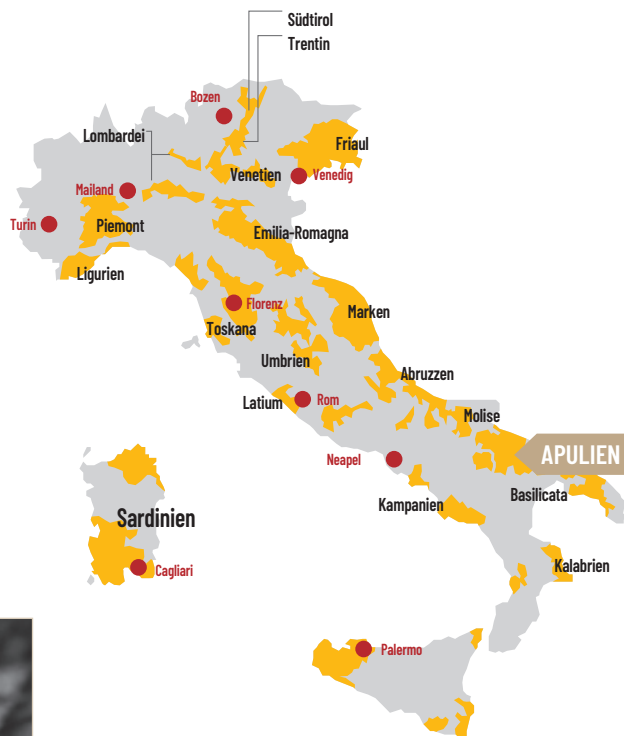 Südtirol
Trentin
Bozen
Lombardei
Friaul
Venetien
Venedig
Mailand
Turin
Piemont
Emilia-Romagna
Ligurien
Florenz
Marken
Toskana
Umbrien
Abruzzen
Latium
Rom
Molise
Neapel
APULIEN
Basilicata
Kampanien
Sardinien
Kalabrien
Cagliari
Palermo